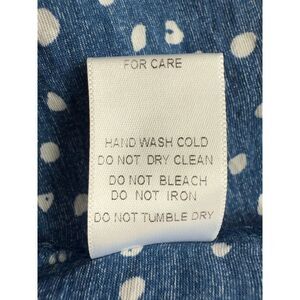 FOR CARE
HAND WASH COLD
DO NOT DRY CLEAN
DO NOT BLEACH
DO NOT IRON
DO NOT TUMBLE DRY